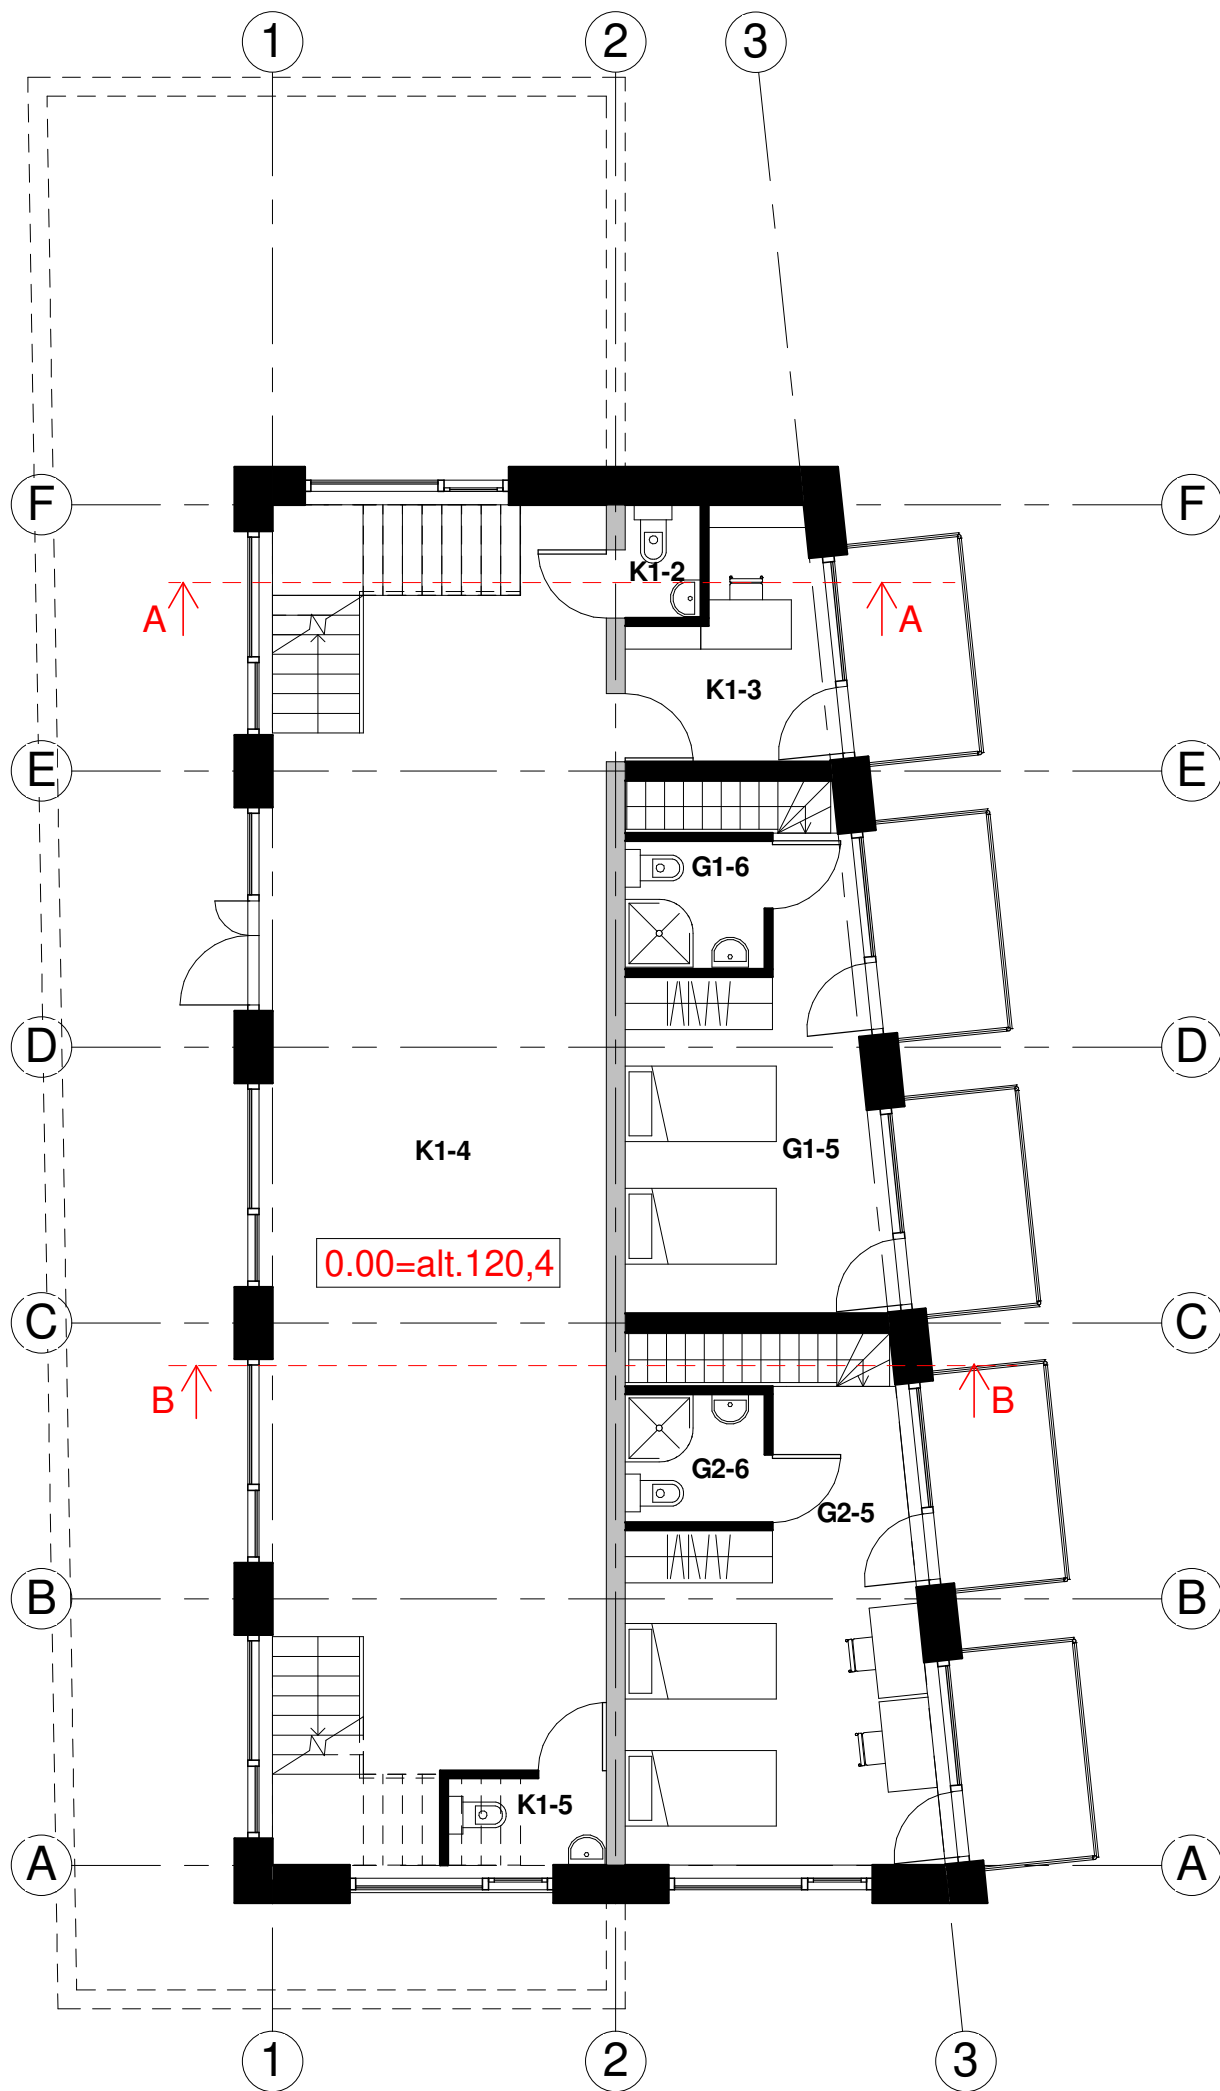 1 2 3
F F
K1-2
A A
K1-3
E E
G1-6
D D
K1-4 G1-5
0.00=alt.120,4
C C
B B
G2-6
G2-5
B B
K1-5
A A
1 2 3